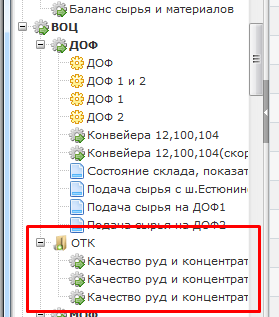 Баланс сырья и материалов
ВОЦ
ДОФ
ДОФ
ДОФ 1 и 2
ДОФ 1
ДОФ 2
Конвейера 12,100,104
Конвейера 12,100,104(скор
Состояние склада, показат
Подача сырья с ш.Естюнин
Подача сырья на ДОФ1
Подача сырья на ДОФ2
ОТК
Качество руд и концентрат
Качество руд и концентрат
Качество руд и концентрат
МОФ